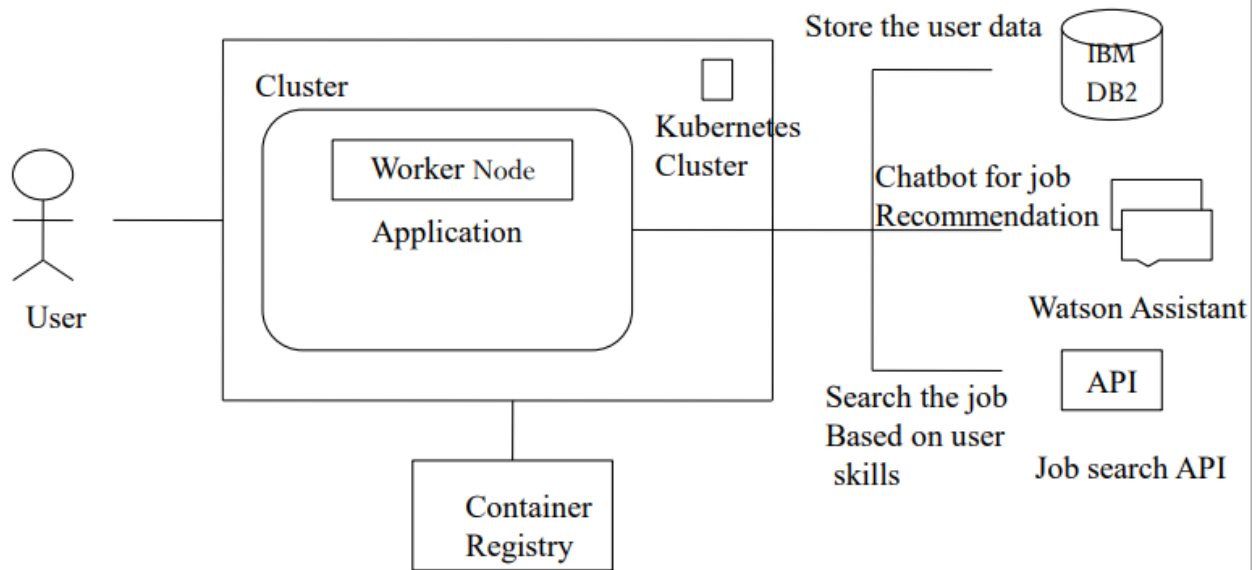 Store the user data
IBM
DB2
Cluster
Kubernetes
Cluster
Worker Node
Application
Chatbot for job
Recommendation
User
Watson Assistant
API
Search the job
Based on user
skills
Job search API
Container
Registry